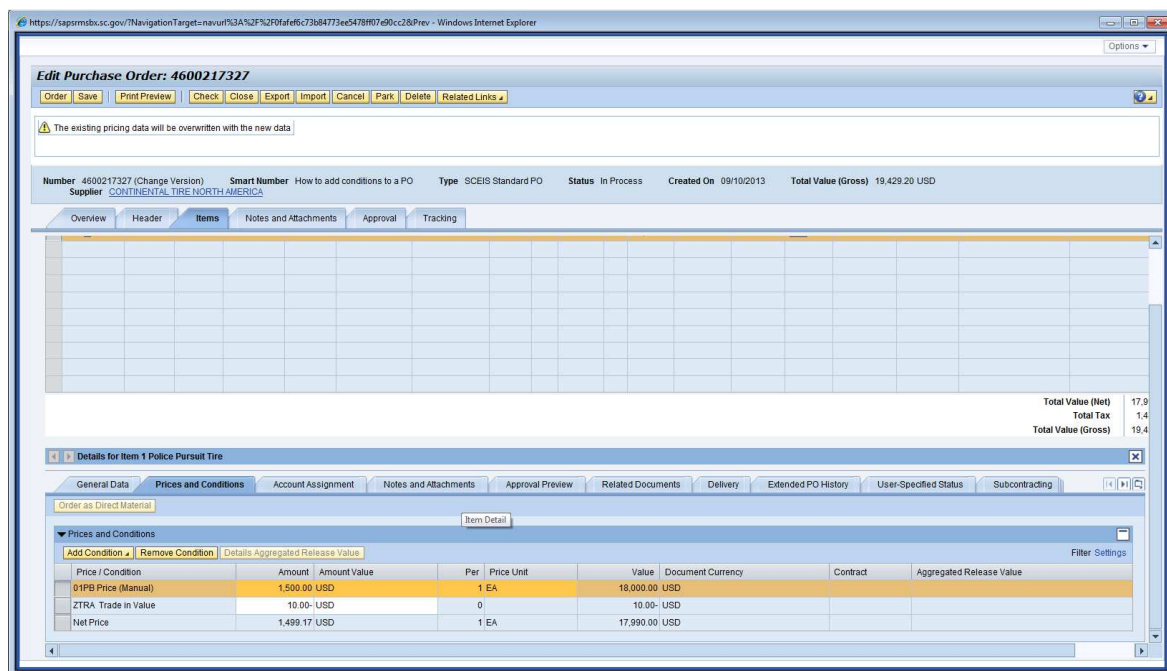 https://sapsrmsbx.sc.gov/?NavigationTarget=navurl%3A%2F%2F0fafef6c73b84773ee5478ff07e90cc2&Prev - Windows Internet Explorer
Options
Edit Purchase Order: 4600217327
Order Save Print Preview Check Close Export Import Cancel Park Delete Related Links
The existing pricing data will be overwritten with the new data
Number 4600217327 (Change Version) Smart Number How to add conditions to a PO Type SCEIS Standard PO Status In Process Created On 09/10/2013 Total Value (Gross) 19,429.20 USD
Supplier CONTINENTAL TIRE NORTH AMERICA
Overview Header Items Notes and Attachments Approval Tracking
Total Value (Net) 17,9
Total Tax 1,4
Total Value (Gross) 19,4
Details for Item 1 Police Pursuit Tire
General Data Prices and Conditions Account Assignment Notes and Attachments Approval Preview Related Documents Delivery Extended PO History User-Specified Status Subcontracting
Order as Direct Material
Item Detail
Prices and Conditions
Add Condition Remove Condition Details Aggregated Release Value Filter Settings
Price / Condition Amount Amount Value Per Price Unit Value Document Currency Contract Aggregated Release Value
01PB Price (Manual) 1,500.00 USD 1 EA 18,000.00 USD
ZTRA Trade in Value 10.00- USD 0 10.00- USD
Net Price 1,499.17 USD 1 EA 17,990.00 USD